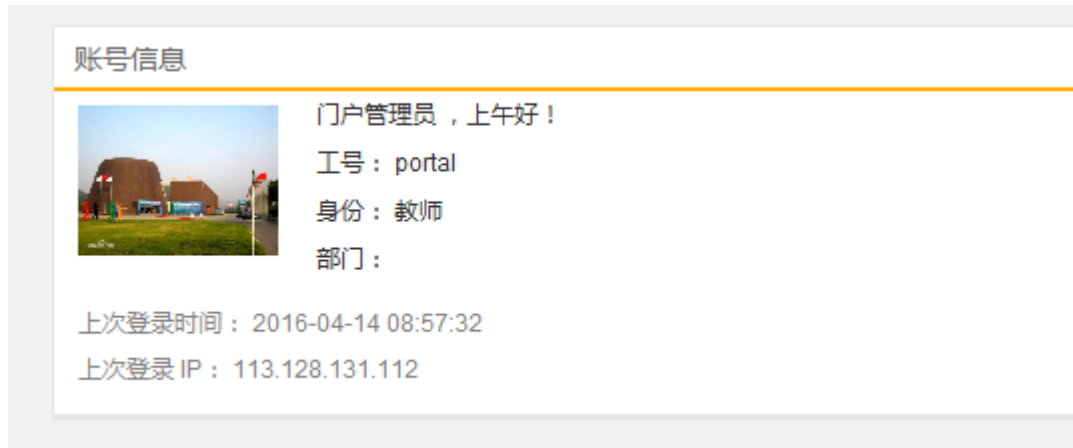 账号信息
门户管理员，上午好！
工号： portal
身份： 教师
部门：
上次登录时间： 2016-04-14 08:57:32
上次登录 IP： 113.128.131.112